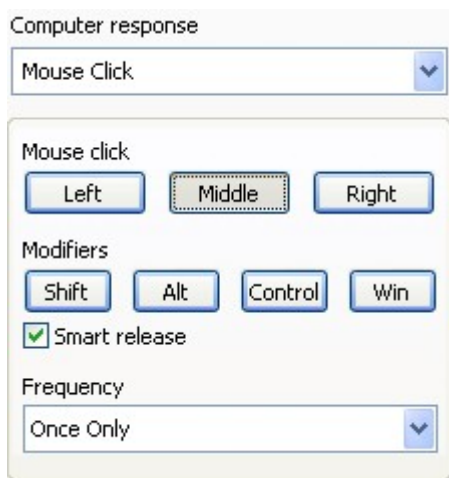 Computer response
Mouse Click
Mouse click
Left Middle Right
Modifiers
Shift Alt Control Win
Smart release
Frequency
Once Only